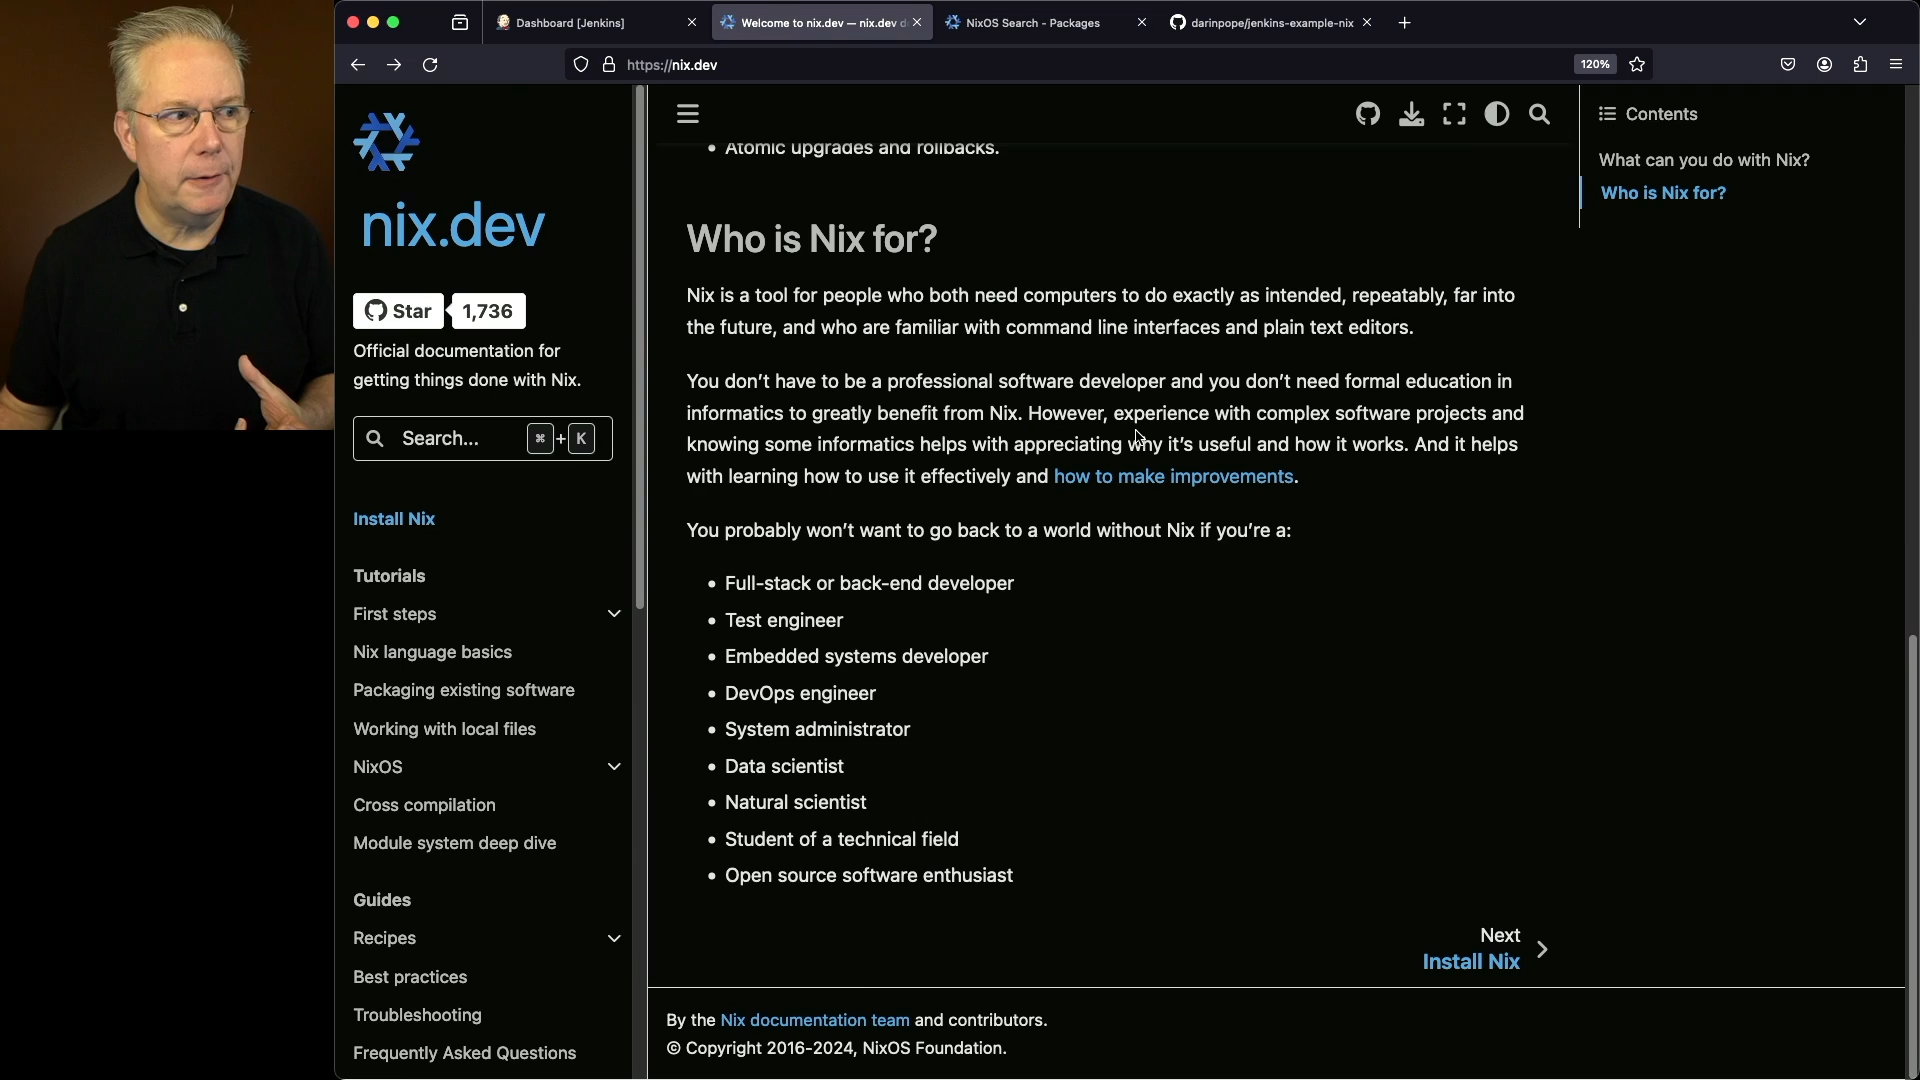 Dashboard [Jenkins]
Welcome to nix.dev — nix.dev d
NixOS Search - Packages
darinpope/jenkins-example-nix
https://nix.dev
120%
nix.dev
Star
1,736
Official documentation for
getting things done with Nix.
Search...
⌘ + K
Install Nix
Tutorials
First steps
Nix language basics
Packaging existing software
Working with local files
NixOS
Cross compilation
Module system deep dive
Guides
Recipes
Best practices
Troubleshooting
Frequently Asked Questions
• Atomic upgrades and rollbacks.
Who is Nix for?
Nix is a tool for people who both need computers to do exactly as intended, repeatably, far into
the future, and who are familiar with command line interfaces and plain text editors.
You don't have to be a professional software developer and you don't need formal education in
informatics to greatly benefit from Nix. However, experience with complex software projects and
knowing some informatics helps with appreciating why it's useful and how it works. And it helps
with learning how to use it effectively and how to make improvements.
You probably won't want to go back to a world without Nix if you're a:
• Full-stack or back-end developer
• Test engineer
• Embedded systems developer
• DevOps engineer
• System administrator
• Data scientist
• Natural scientist
• Student of a technical field
• Open source software enthusiast
Next
Install Nix
By the Nix documentation team and contributors.
© Copyright 2016-2024, NixOS Foundation.
Contents
What can you do with Nix?
Who is Nix for?